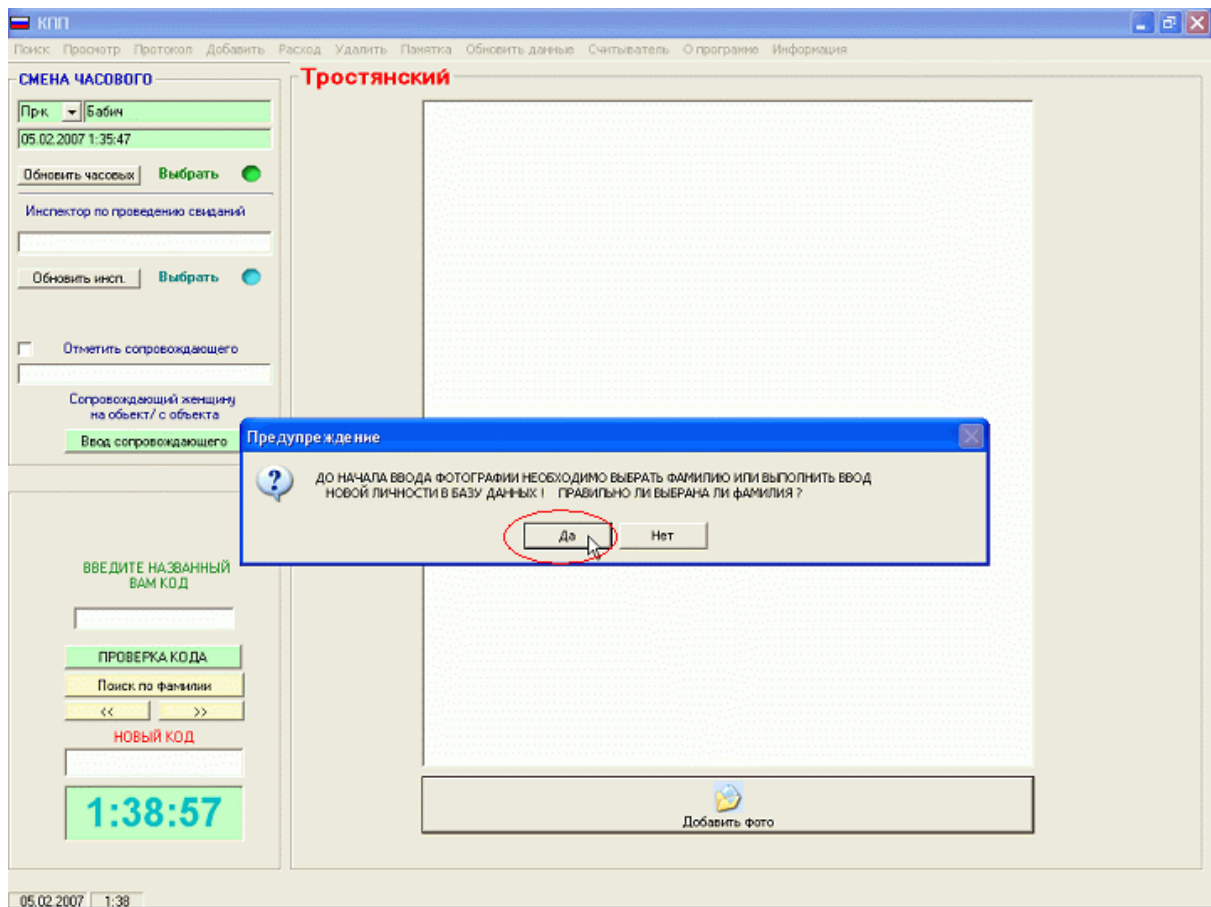 КПП
Поиск Просмотр Протокол Добавить Расход Удалить Памятка Обновить данные Считыватель О программе Информация
СМЕНА ЧАСОВОГО
Прк. Бабич
05.02.2007 1:35:47
Обновить часовых Выбрать
Инспектор по проведению свиданий
Обновить инсп. Выбрать
Отметить сопровождающего
Сопровождающий женщину
на объект/ с объекта
Ввод сопровождающего
ВВЕДИТЕ НАЗВАННЫЙ
ВАМ КОД
ПРОВЕРКА КОДА
Поиск по фамилии
<< >>
НОВЫЙ КОД
1:38:57
Тростянский
Предупреждение
ДО НАЧАЛА ВВОДА ФОТОГРАФИИ НЕОБХОДИМО ВЫБРАТЬ ФАМИЛИЮ ИЛИ ВЫПОЛНИТЬ ВВОД
НОВОЙ ЛИЧНОСТИ В БАЗУ ДАННЫХ ! ПРАВИЛЬНО ЛИ ВЫБРАНА ЛИ ФАМИЛИЯ ?
Да Нет
Добавить фото
05.02.2007 1:38